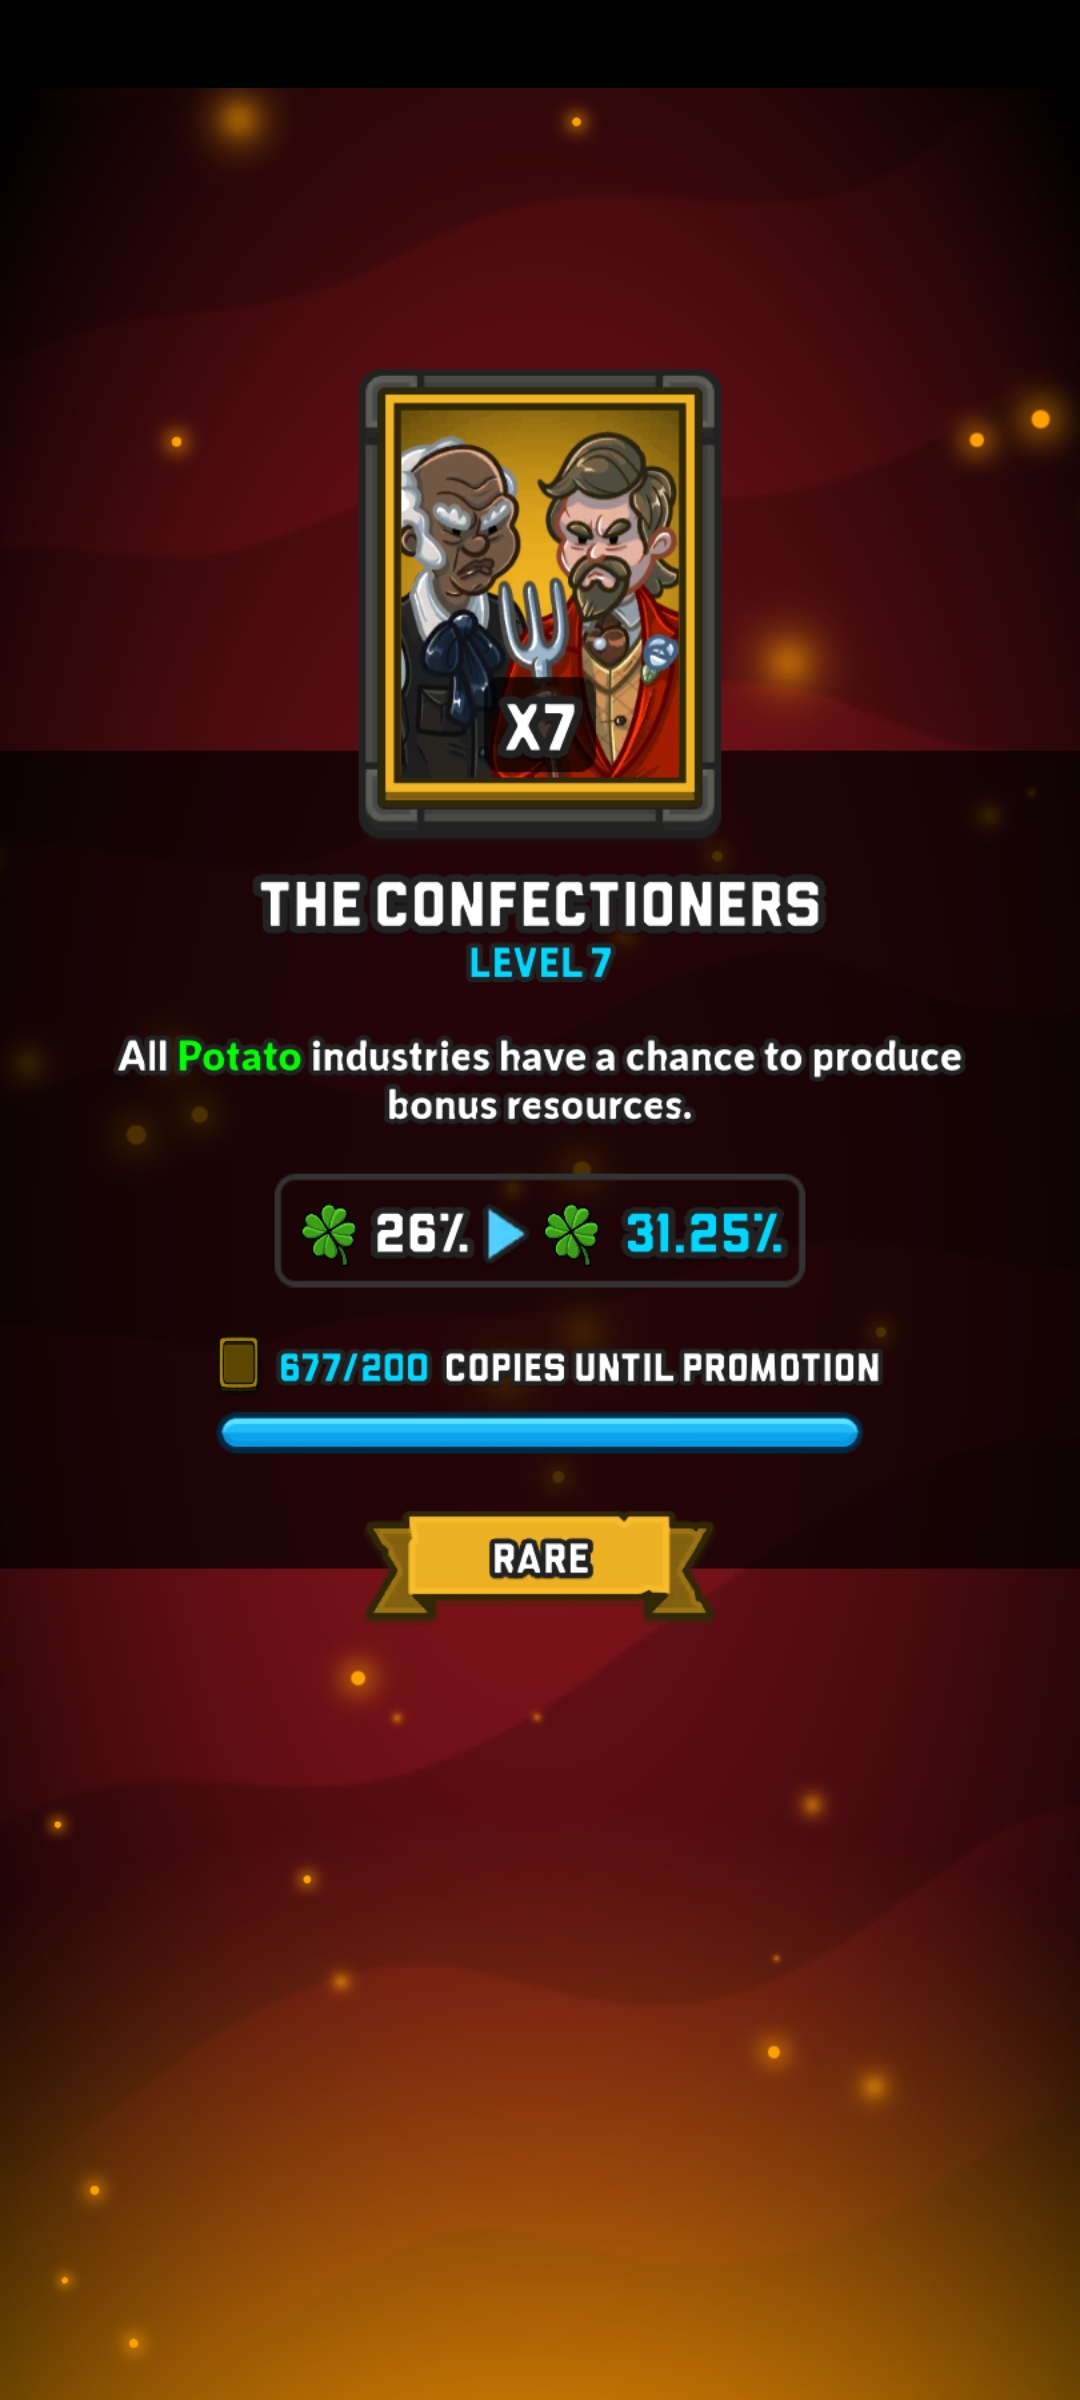 X7
THE CONFECTIONERS
LEVEL 7
All Potato industries have a chance to produce
bonus resources.
26% 31.25%
677/200 COPIES UNTIL PROMOTION
RARE